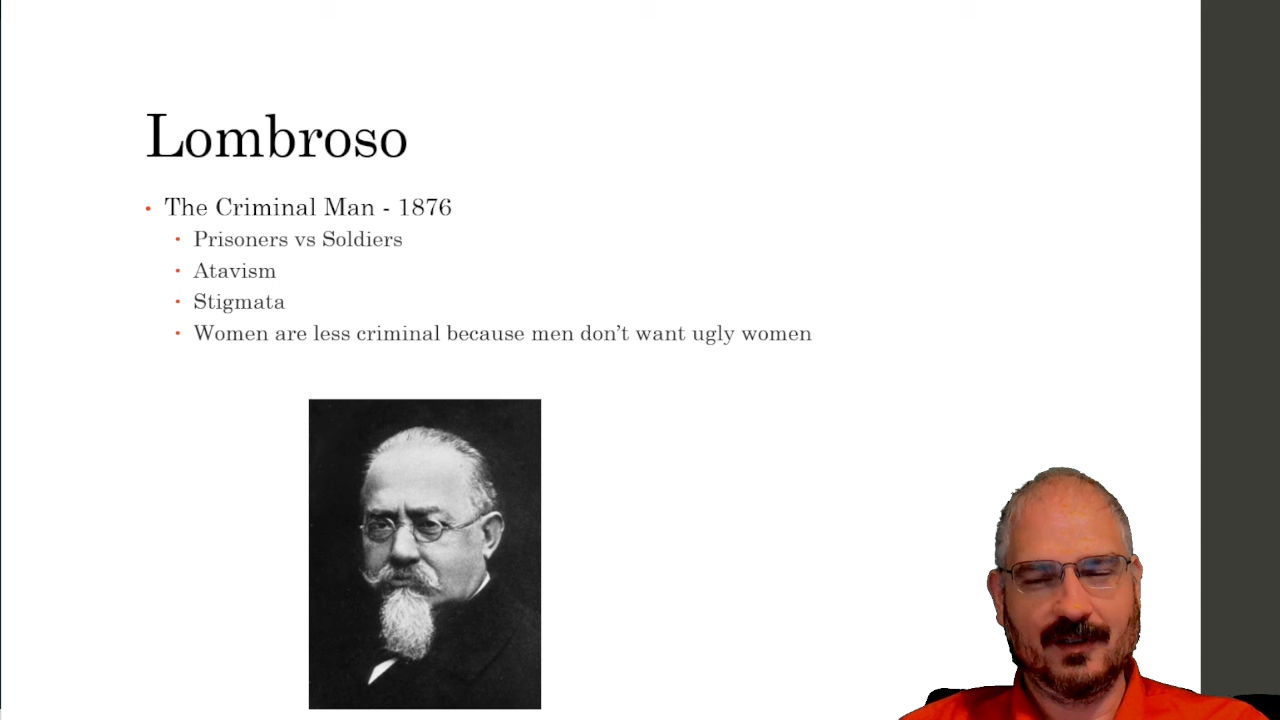 Lombroso
• The Criminal Man - 1876
• Prisoners vs Soldiers
• Atavism
• Stigmata
• Women are less criminal because men don’t want ugly women